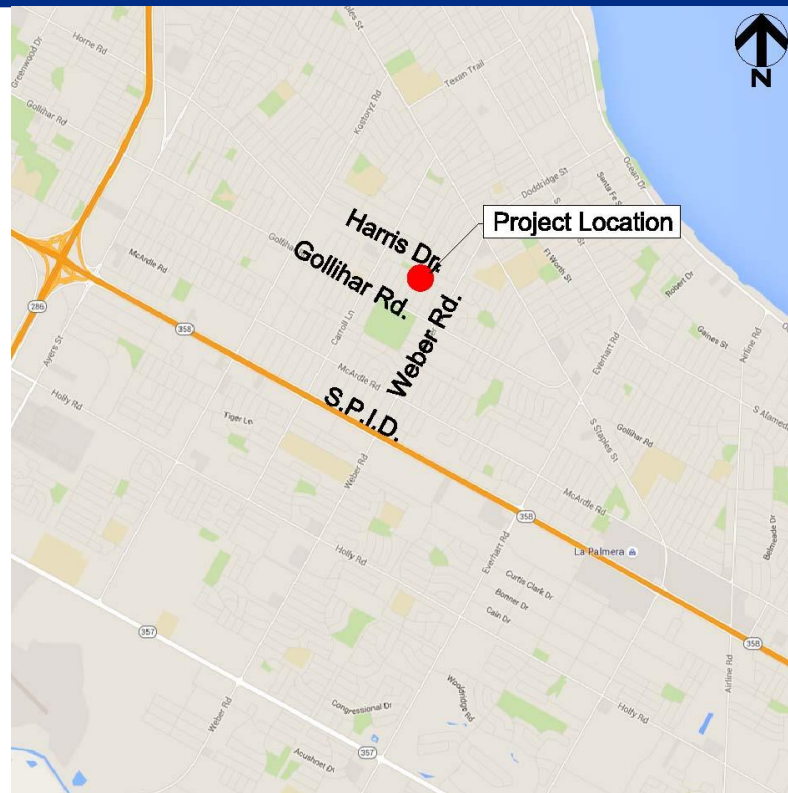 ples St
N
Horne Rd
Greenwood Dr
Texan Trail
Kostoryz Rd
Gollihar Rd
Ocean Dr
Doddridge St
Santa Fe S
Harris Dr.
Project Location
Gollihar Rd.
McArdle Rd
Ft Worth St
Robert Dr
286
358
Carroll Ln
Weber Rd.
Gaines St
Airline Rd
Ayers St
Everhart Rd
McArdle Rd
Holly Rd
S.P.I.D.
Tiger Ln
S Alameda
S Staples St
Gollihar Rd
Weber Rd
McArdle Rd
358
Belmeade Dr
Everhart Rd
La Palmera
Holly Rd
Curtis Clark Dr
Bonner Dr
Cain Dr
357
358
Airline Rd
Wooldridge Rd
Holly Rd
Congressional Dr
Weber Rd
357
Acushnet Dr